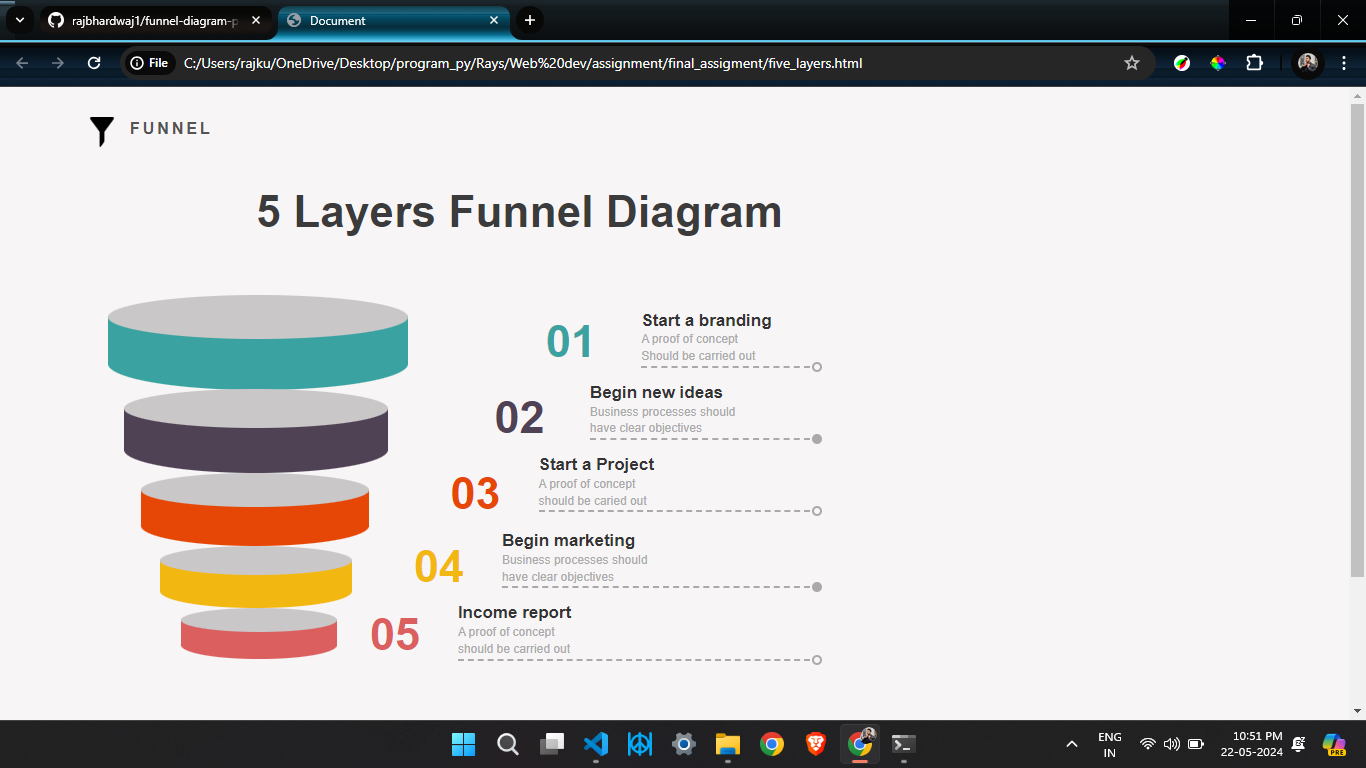 rajbhardwaj1/funnel-diagram-p
Document
File
C:/Users/rajku/OneDrive/Desktop/program_py/Rays/Web%20dev/assignment/final_assigment/five_layers.html
FUNNEL
5 Layers Funnel Diagram
01
Start a branding
A proof of concept
Should be carried out
02
Begin new ideas
Business processes should
have clear objectives
03
Start a Project
A proof of concept
should be caried out
04
Begin marketing
Business processes should
have clear objectives
05
Income report
A proof of concept
should be carried out
ENG
IN
10:51 PM
22-05-2024
PRE